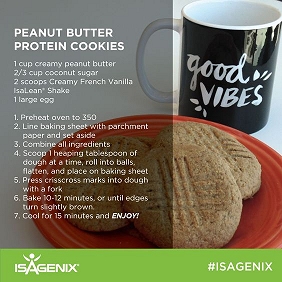 PEANUT BUTTER
PROTEIN COOKIES
1 cup creamy peanut butter
2/3 cup coconut sugar
2 scoops Creamy French Vanilla
IsaLean® Shake
1 large egg
1. Preheat oven to 350
2. Line baking sheet with parchment
paper and set aside
3. Combine all ingredients
4. Scoop 1 heaping tablespoon of
dough at a time, roll into balls,
flatten, and place on baking sheet
5. Press crisscross marks into dough
with a fork
6. Bake 10-12 minutes, or until edges
turn slightly brown.
7. Cool for 15 minutes and ENJOY!
good
VIBES
ISAGENIX
#ISAGENIX